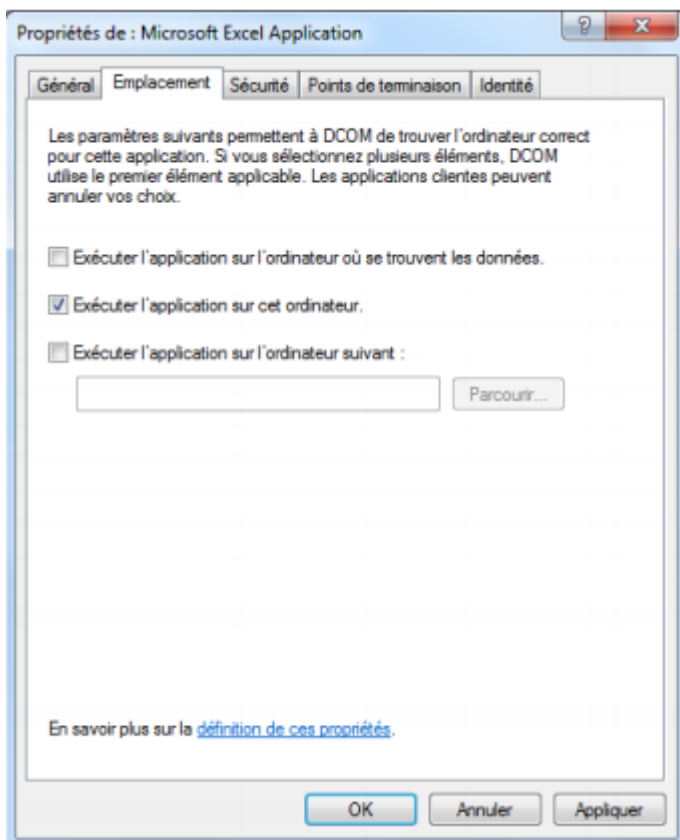 Propriétés de : Microsoft Excel Application
Général Emplacement Sécurité Points de terminaison Identité
Les paramètres suivants permettent à DCOM de trouver l'ordinateur correct
pour cette application. Si vous sélectionnez plusieurs éléments, DCOM
utilise le premier élément applicable. Les applications clientes peuvent
annuler vos choix.
Exécuter l'application sur l'ordinateur où se trouvent les données.
Exécuter l'application sur cet ordinateur.
Exécuter l'application sur l'ordinateur suivant :
Parcourir...
En savoir plus sur la définition de ces propriétés.
OK Annuler Appliquer